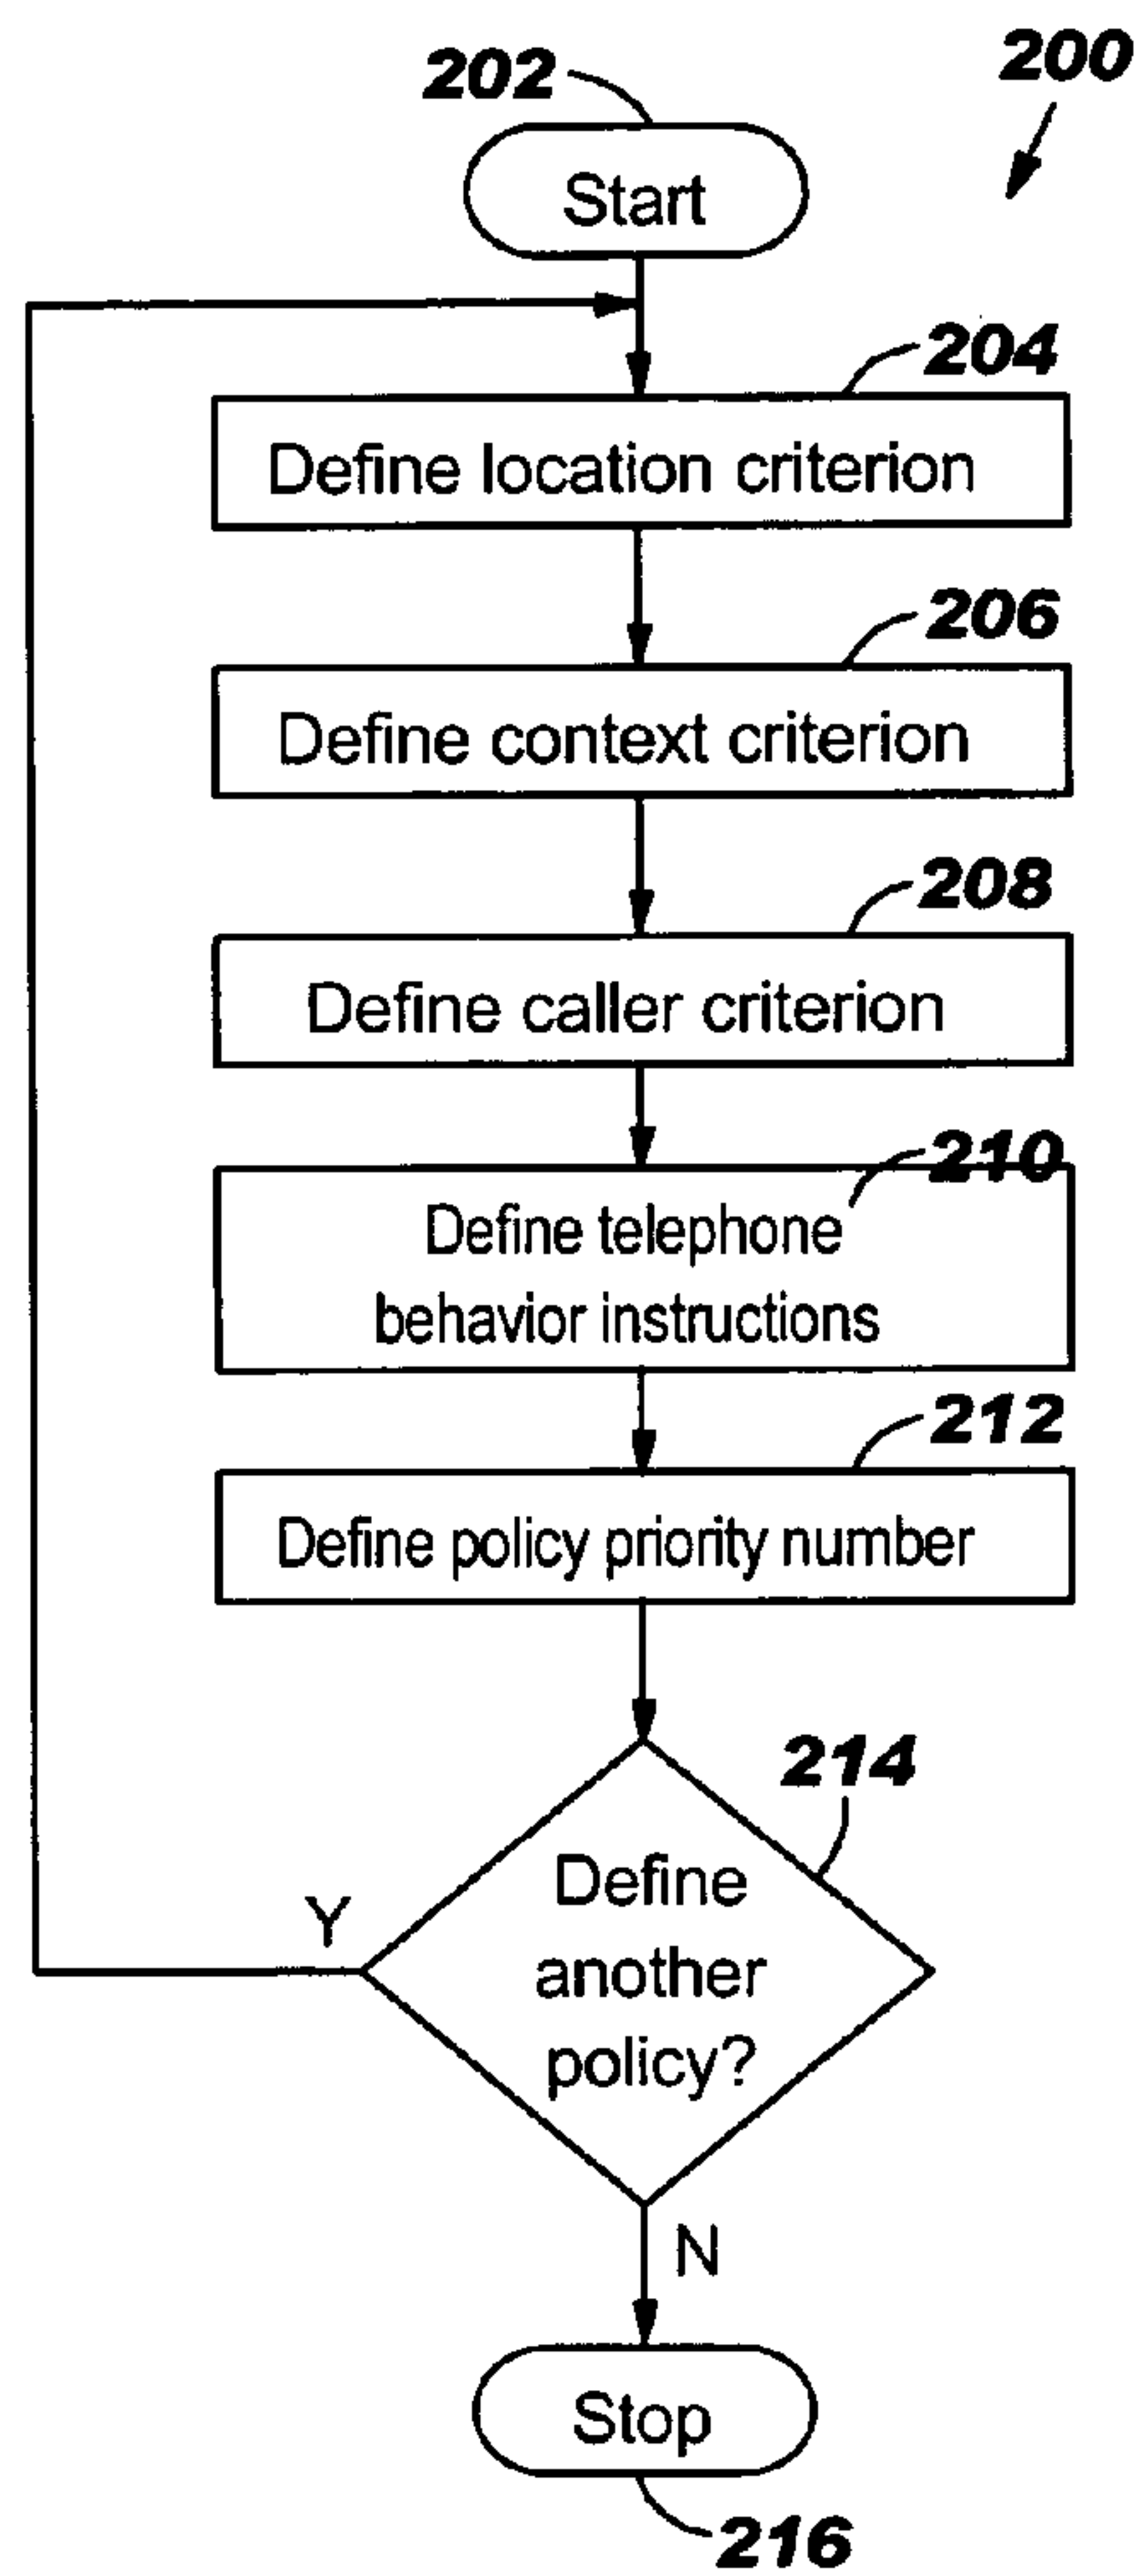 202
200
Start
204
Define location criterion
206
Define context criterion
208
Define caller criterion
210
Define telephone
behavior instructions
212
Define policy priority number
214
Define
another
policy?
Y
N
Stop
216